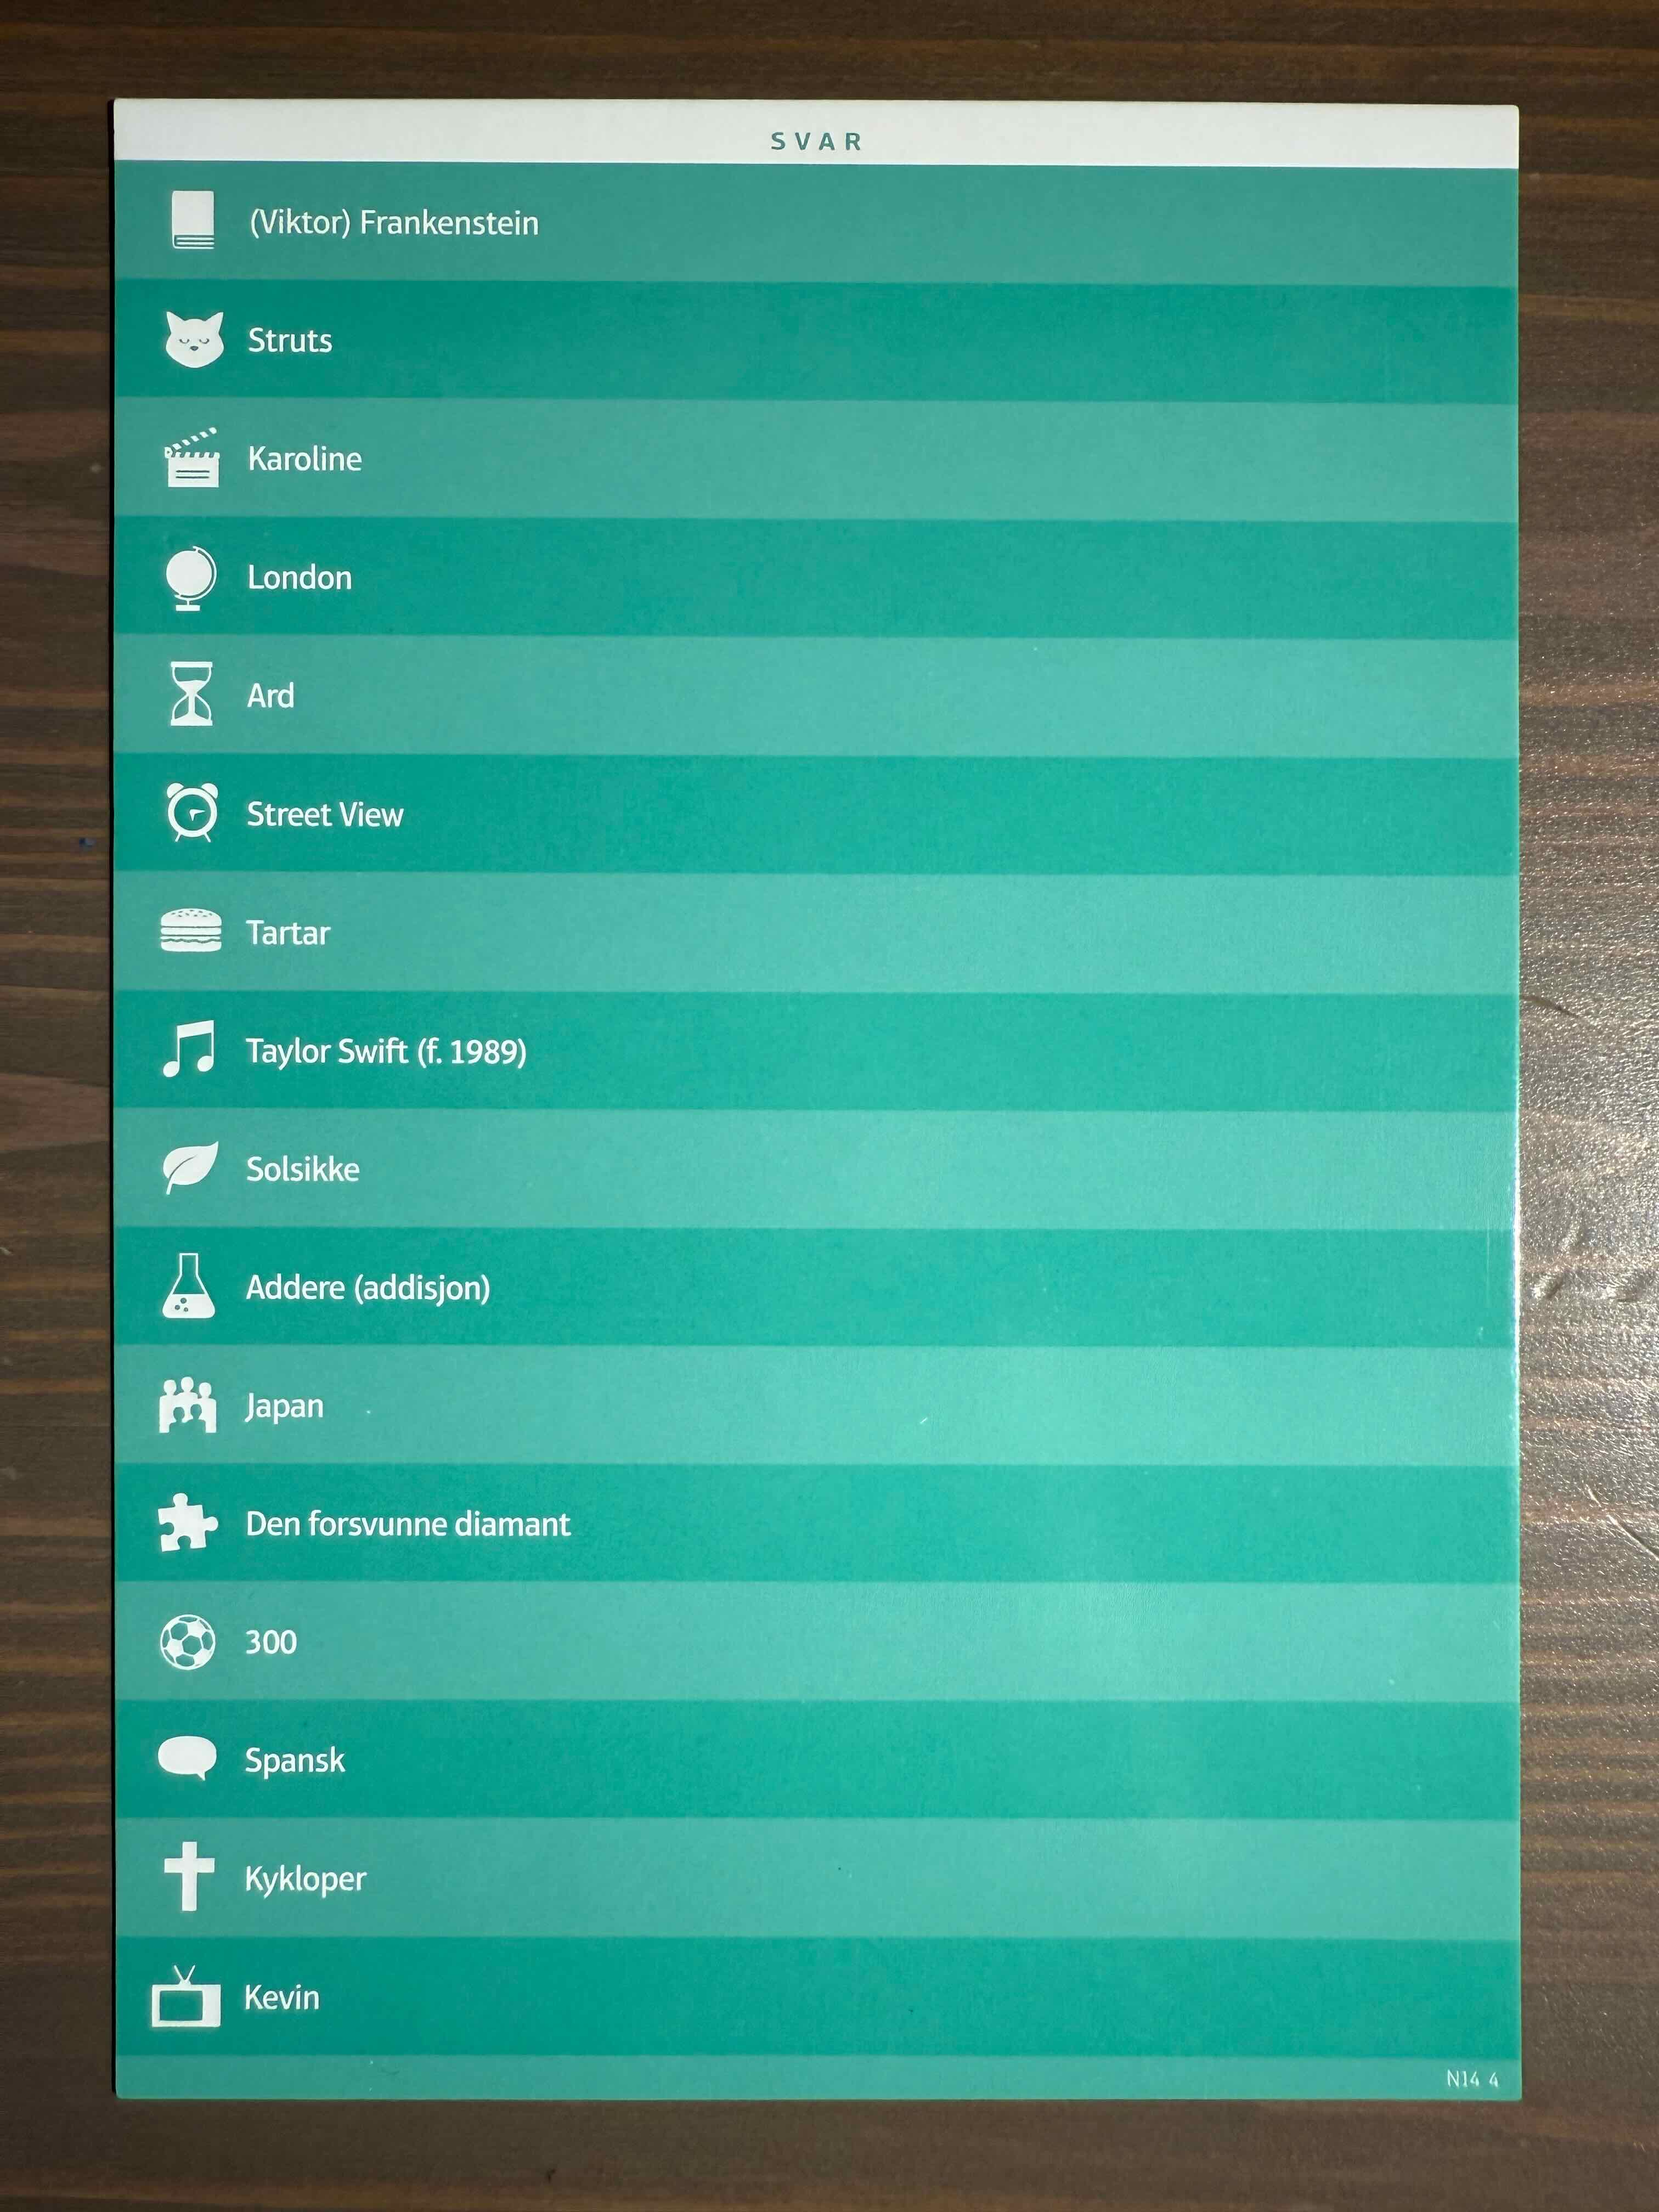 SVAR
(Viktor) Frankenstein
Struts
Karoline
London
Ard
Street View
Tartar
Taylor Swift (f. 1989)
Solsikke
Addere (addisjon)
Japan
Den forsvunne diamant
300
Spansk
Kykloper
Kevin
N14 4